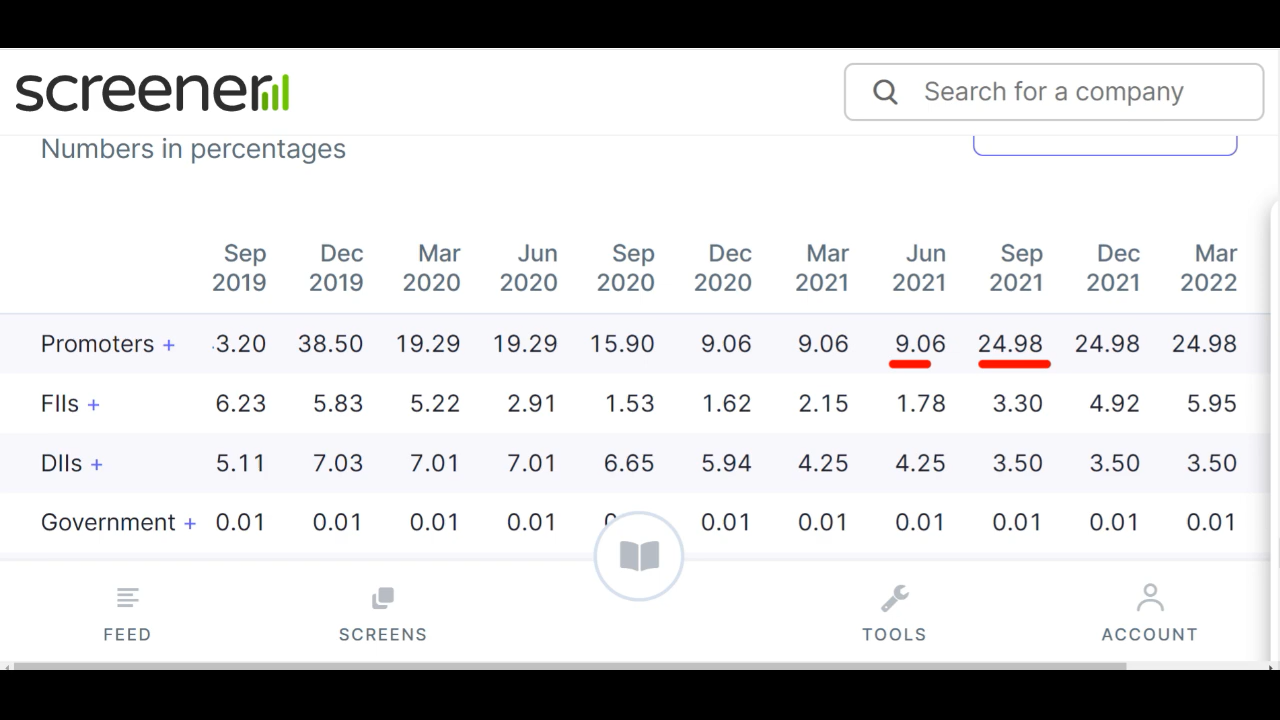 screener
Search for a company
Numbers in percentages
Sep Dec Mar Jun Sep Dec Mar Jun Sep Dec Mar
2019 2019 2020 2020 2020 2020 2021 2021 2021 2021 2022
Promoters + 3.20 38.50 19.29 19.29 15.90 9.06 9.06 9.06 24.98 24.98 24.98
FIIs + 6.23 5.83 5.22 2.91 1.53 1.62 2.15 1.78 3.30 4.92 5.95
DIIs + 5.11 7.03 7.01 7.01 6.65 5.94 4.25 4.25 3.50 3.50 3.50
Government + 0.01 0.01 0.01 0.01 0.01 0.01 0.01 0.01 0.01 0.01
FEED SCREENS TOOLS ACCOUNT